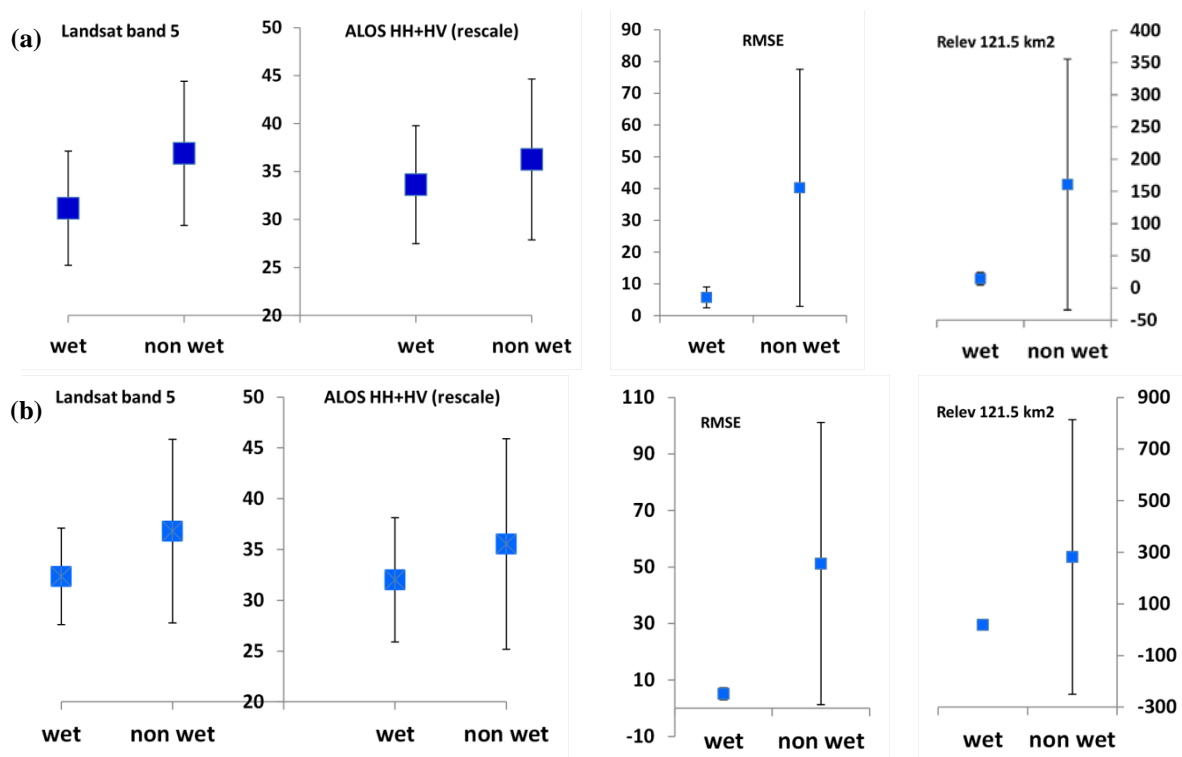 (a)
Landsat band 5
ALOS HH+HV (rescale)
50
45
40
35
30
25
20
wet
non wet
wet
non wet
RMSE
90
80
70
60
50
40
30
20
10
0
wet
non wet
Relev 121.5 km2
400
350
300
250
200
150
100
50
0
-50
wet
non wet
(b)
Landsat band 5
ALOS HH+HV (rescale)
50
45
40
35
30
25
20
wet
non wet
wet
non wet
RMSE
110
90
70
50
30
10
-10
wet
non wet
Relev 121.5 km2
900
700
500
300
100
-100
-300
wet
non wet